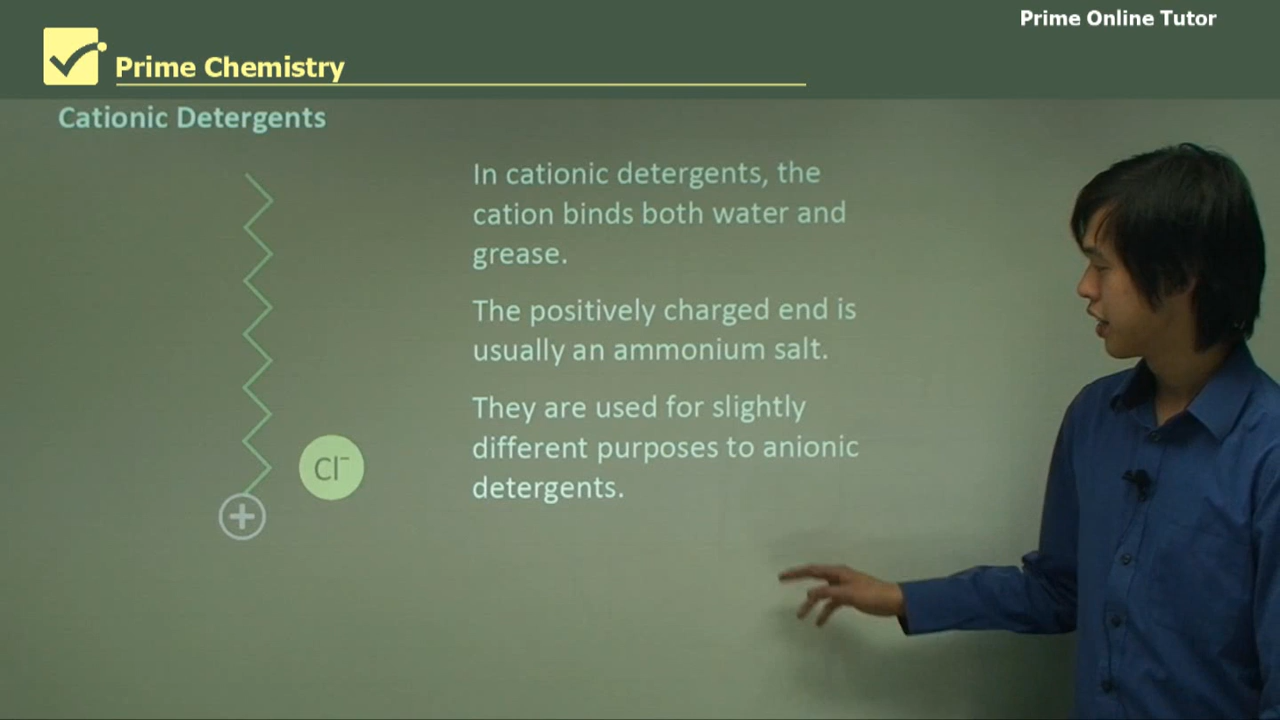 Prime Online Tutor
Prime Chemistry
Cationic Detergents
In cationic detergents, the
cation binds both water and
grease.
The positively charged end is
usually an ammonium salt.
They are used for slightly
different purposes to anionic
detergents.
Cl⁻
+